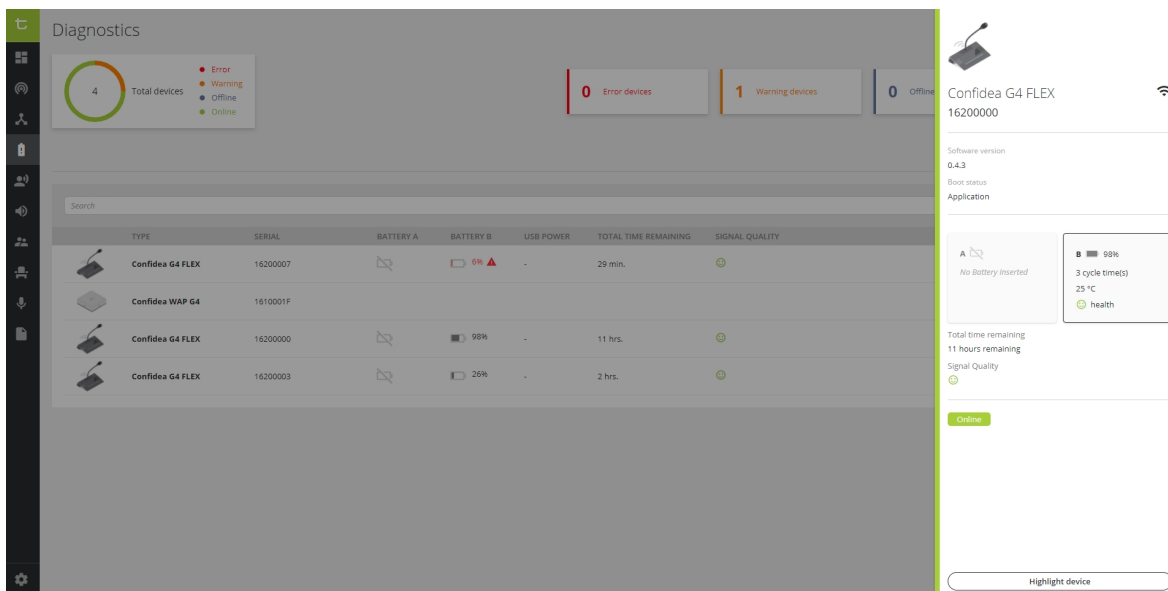 Diagnostics
4
Total devices
Error
Warning
Offline
Online
0 Error devices
1 Warning devices
0 Offline
Search
TYPE SERIAL BATTERY A BATTERY B USB POWER TOTAL TIME REMAINING SIGNAL QUALITY
Confidea G4 FLEX 16200007 6% - 29 min.
Confidea WAP G4 1610001F
Confidea G4 FLEX 16200000 98% - 11 hrs.
Confidea G4 FLEX 16200003 26% - 2 hrs.
Confidea G4 FLEX
16200000
Software version
0.4.3
Boot status
Application
A
No Battery Inserted
B 98%
3 cycle time(s)
25 °C
health
Total time remaining
11 hours remaining
Signal Quality
Online
Highlight device